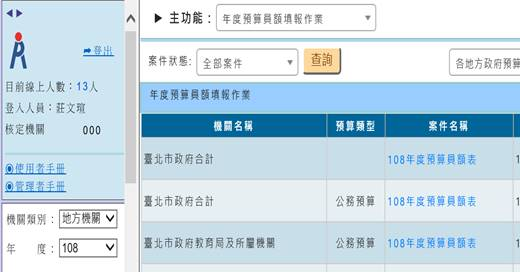 登出
目前線上人數：13人
登入人員：莊文瑄
核定機關 000
使用者手冊
管理者手冊
機關類別：地方機關
年 度：108
▶ 主功能： 年度預算員額填報作業
案件狀態： 全部案件 查詢 各地方政府預算
年度預算員額填報作業
機關名稱 預算類型 案件名稱
臺北市政府合計 108年度預算員額表
臺北市政府合計 公務預算 108年度預算員額表
臺北市政府教育局及所屬機關 公務預算 108年度預算員額表